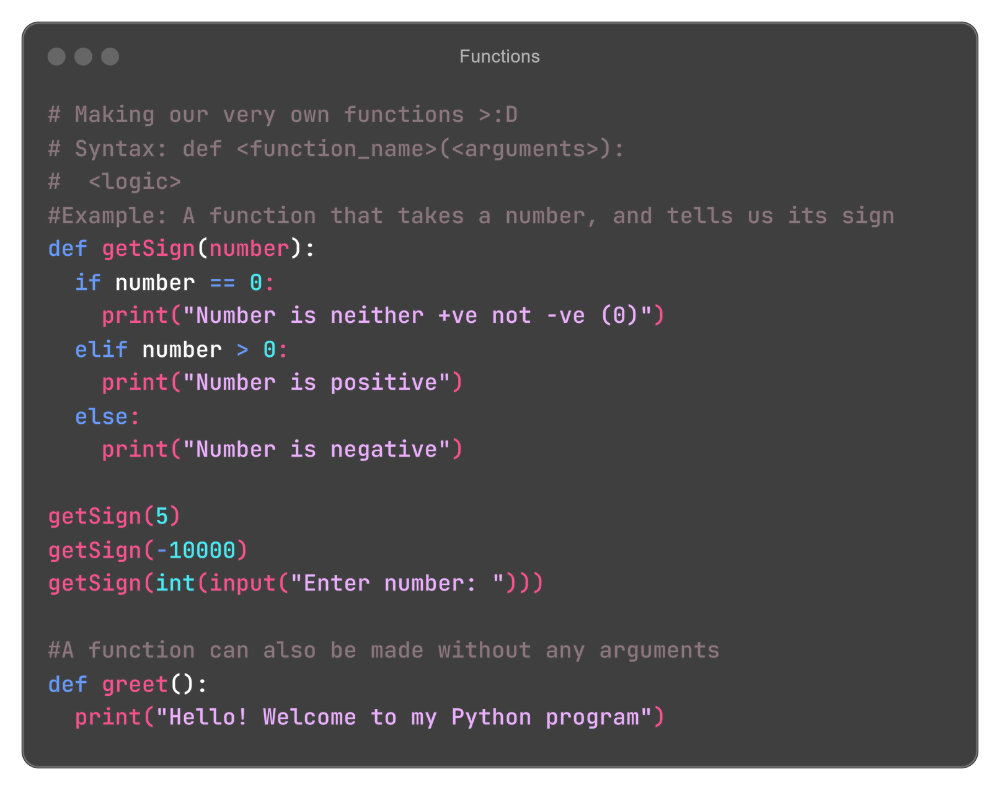 Functions
# Making our very own functions >:D
# Syntax: def <function_name>(<arguments>):
#  <logic>
#Example: A function that takes a number, and tells us its sign
def getSign(number):
  if number == 0:
    print("Number is neither +ve not -ve (0)")
  elif number > 0:
    print("Number is positive")
  else:
    print("Number is negative")
getSign(5)
getSign(-10000)
getSign(int(input("Enter number: ")))
#A function can also be made without any arguments
def greet():
  print("Hello! Welcome to my Python program")